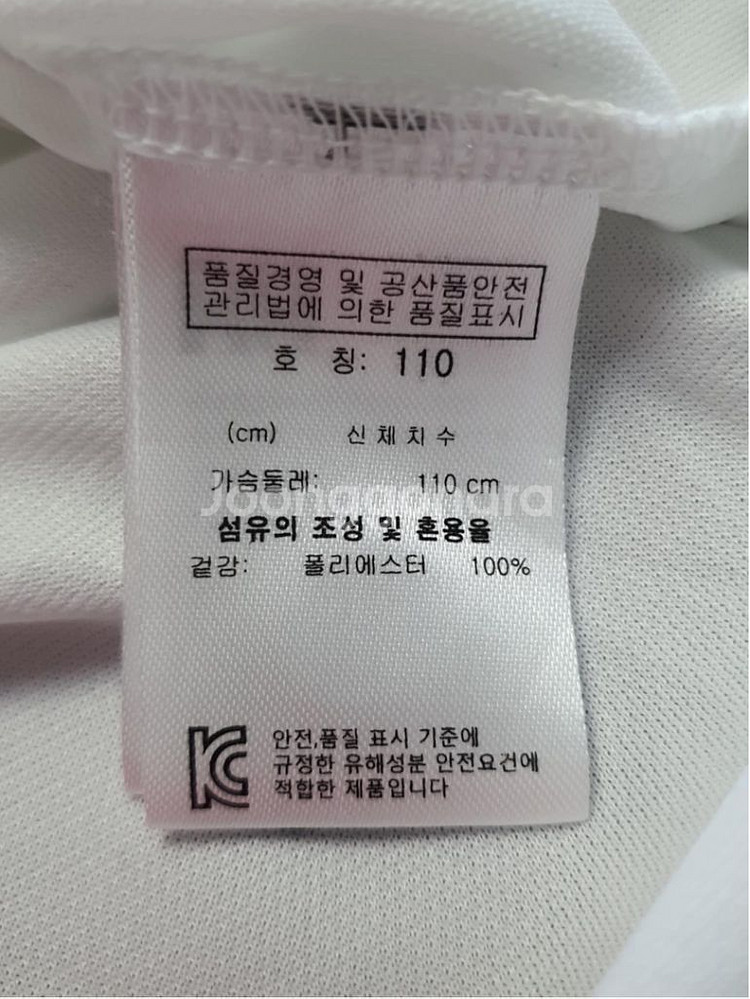 품질경영 및 공산품안전
관리법에 의한 품질표시
호 칭: 110
(cm) 신체치수
가슴둘레: 110 cm
Joonggonara
섬유의 조성 및 혼용율
겉감: 폴리에스터 100%
안전,품질 표시 기준에
규정한 유해성분 안전요건에
적합한 제품입니다